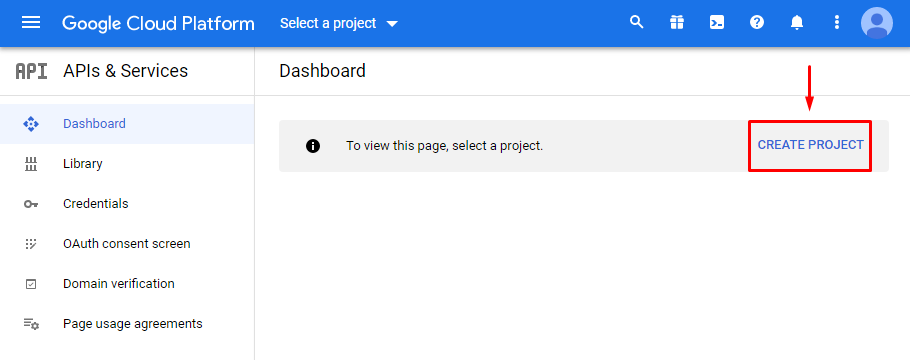 Google Cloud Platform Select a project
API APIs & Services
Dashboard
Dashboard
Library
Credentials
OAuth consent screen
Domain verification
Page usage agreements
To view this page, select a project. CREATE PROJECT